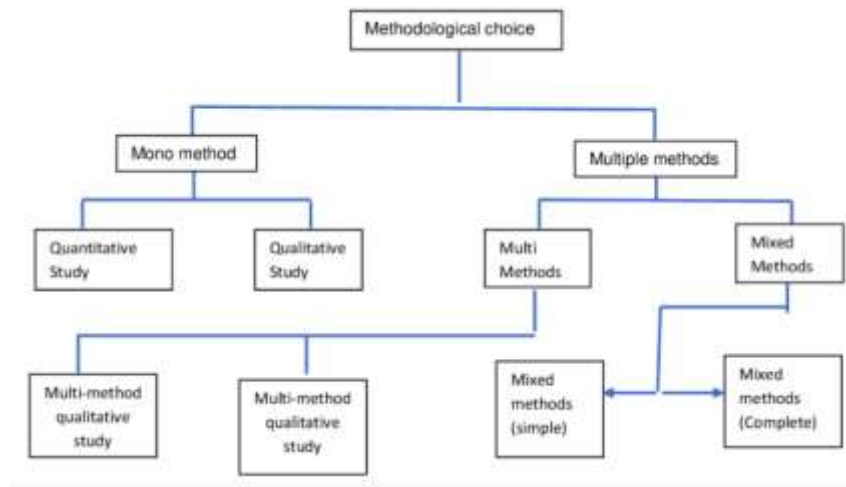 Methodological choice
Mono method
Multiple methods
Quantitative
Study
Qualitative
Study
Multi
Methods
Mixed
Methods
Multi-method
qualitative
study
Multi-method
qualitative
study
Mixed
methods
(simple)
Mixed
methods
(Complete)